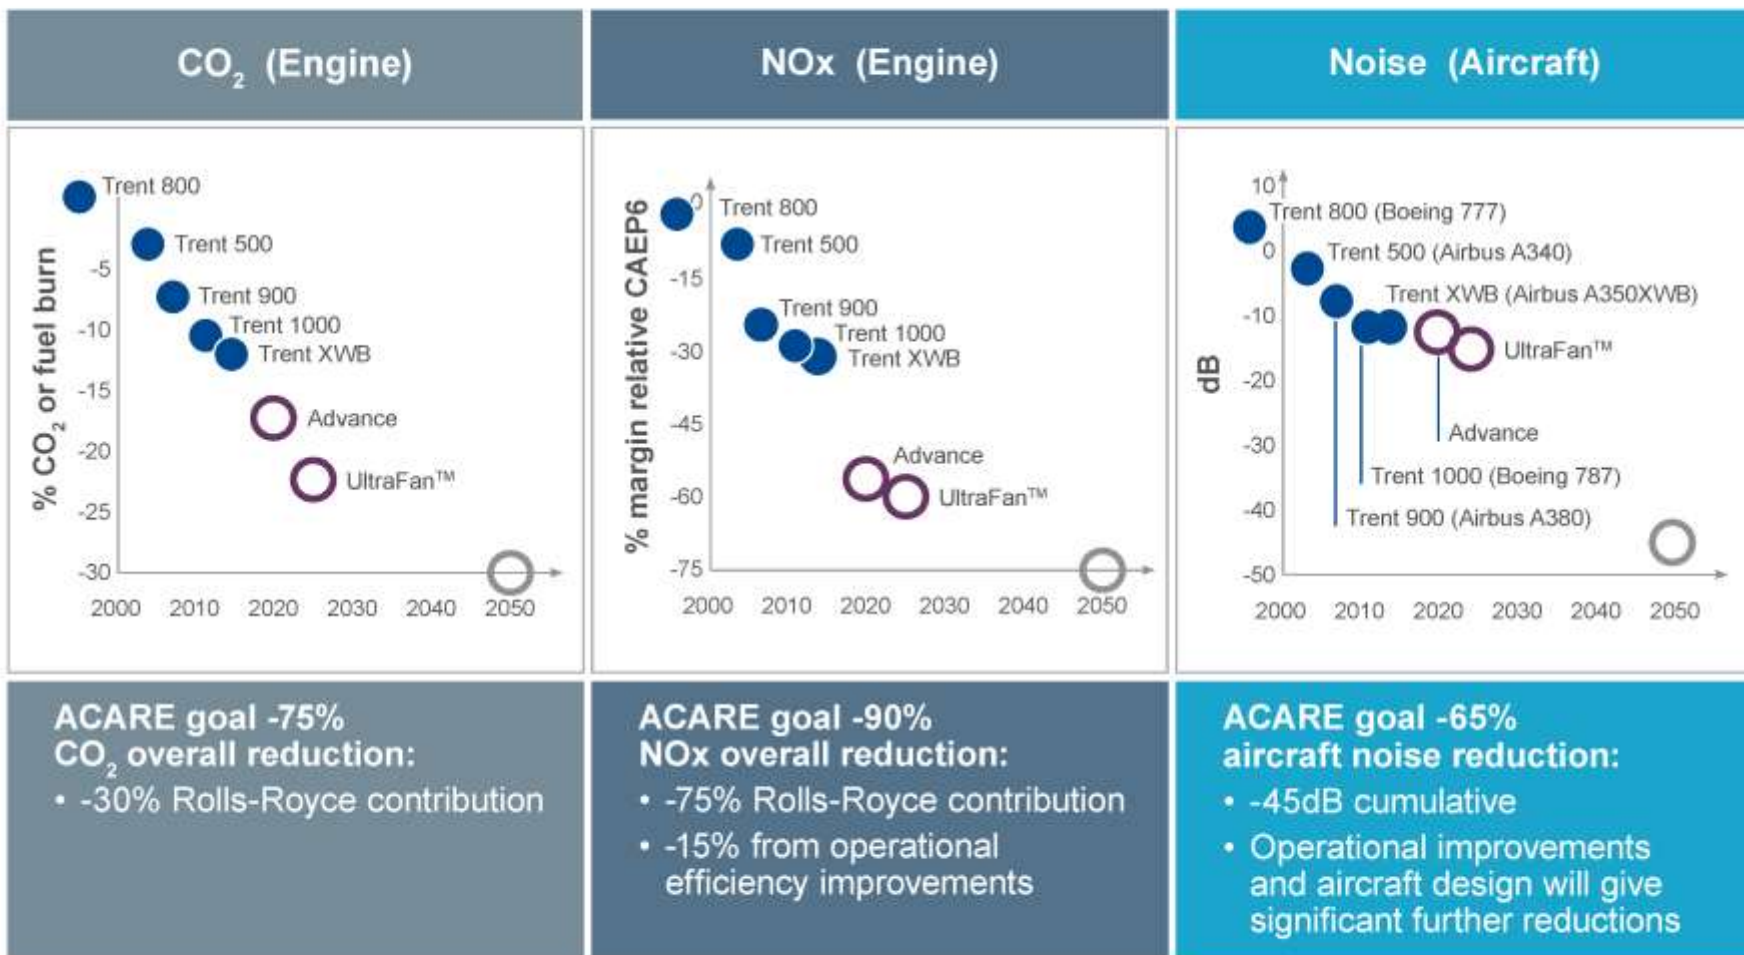 CO₂ (Engine)
NOx (Engine)
Noise (Aircraft)
% CO₂ or fuel burn
-5
-10
-15
-20
-25
-30
Trent 800
Trent 500
Trent 900
Trent 1000
Trent XWB
Advance
UltraFan™
2000 2010 2020 2030 2040 2050
% margin relative CAEP6
0
-15
-30
-45
-60
-75
Trent 800
Trent 500
Trent 900
Trent 1000
Trent XWB
Advance
UltraFan™
2000 2010 2020 2030 2040 2050
dB
10
0
-10
-20
-30
-40
-50
Trent 800 (Boeing 777)
Trent 500 (Airbus A340)
Trent XWB (Airbus A350XWB)
UltraFan™
Advance
Trent 1000 (Boeing 787)
Trent 900 (Airbus A380)
2000 2010 2020 2030 2040 2050
ACARE goal -75%
CO₂ overall reduction:
• -30% Rolls-Royce contribution
ACARE goal -90%
NOx overall reduction:
• -75% Rolls-Royce contribution
• -15% from operational
efficiency improvements
ACARE goal -65%
aircraft noise reduction:
• -45dB cumulative
• Operational improvements
and aircraft design will give
significant further reductions